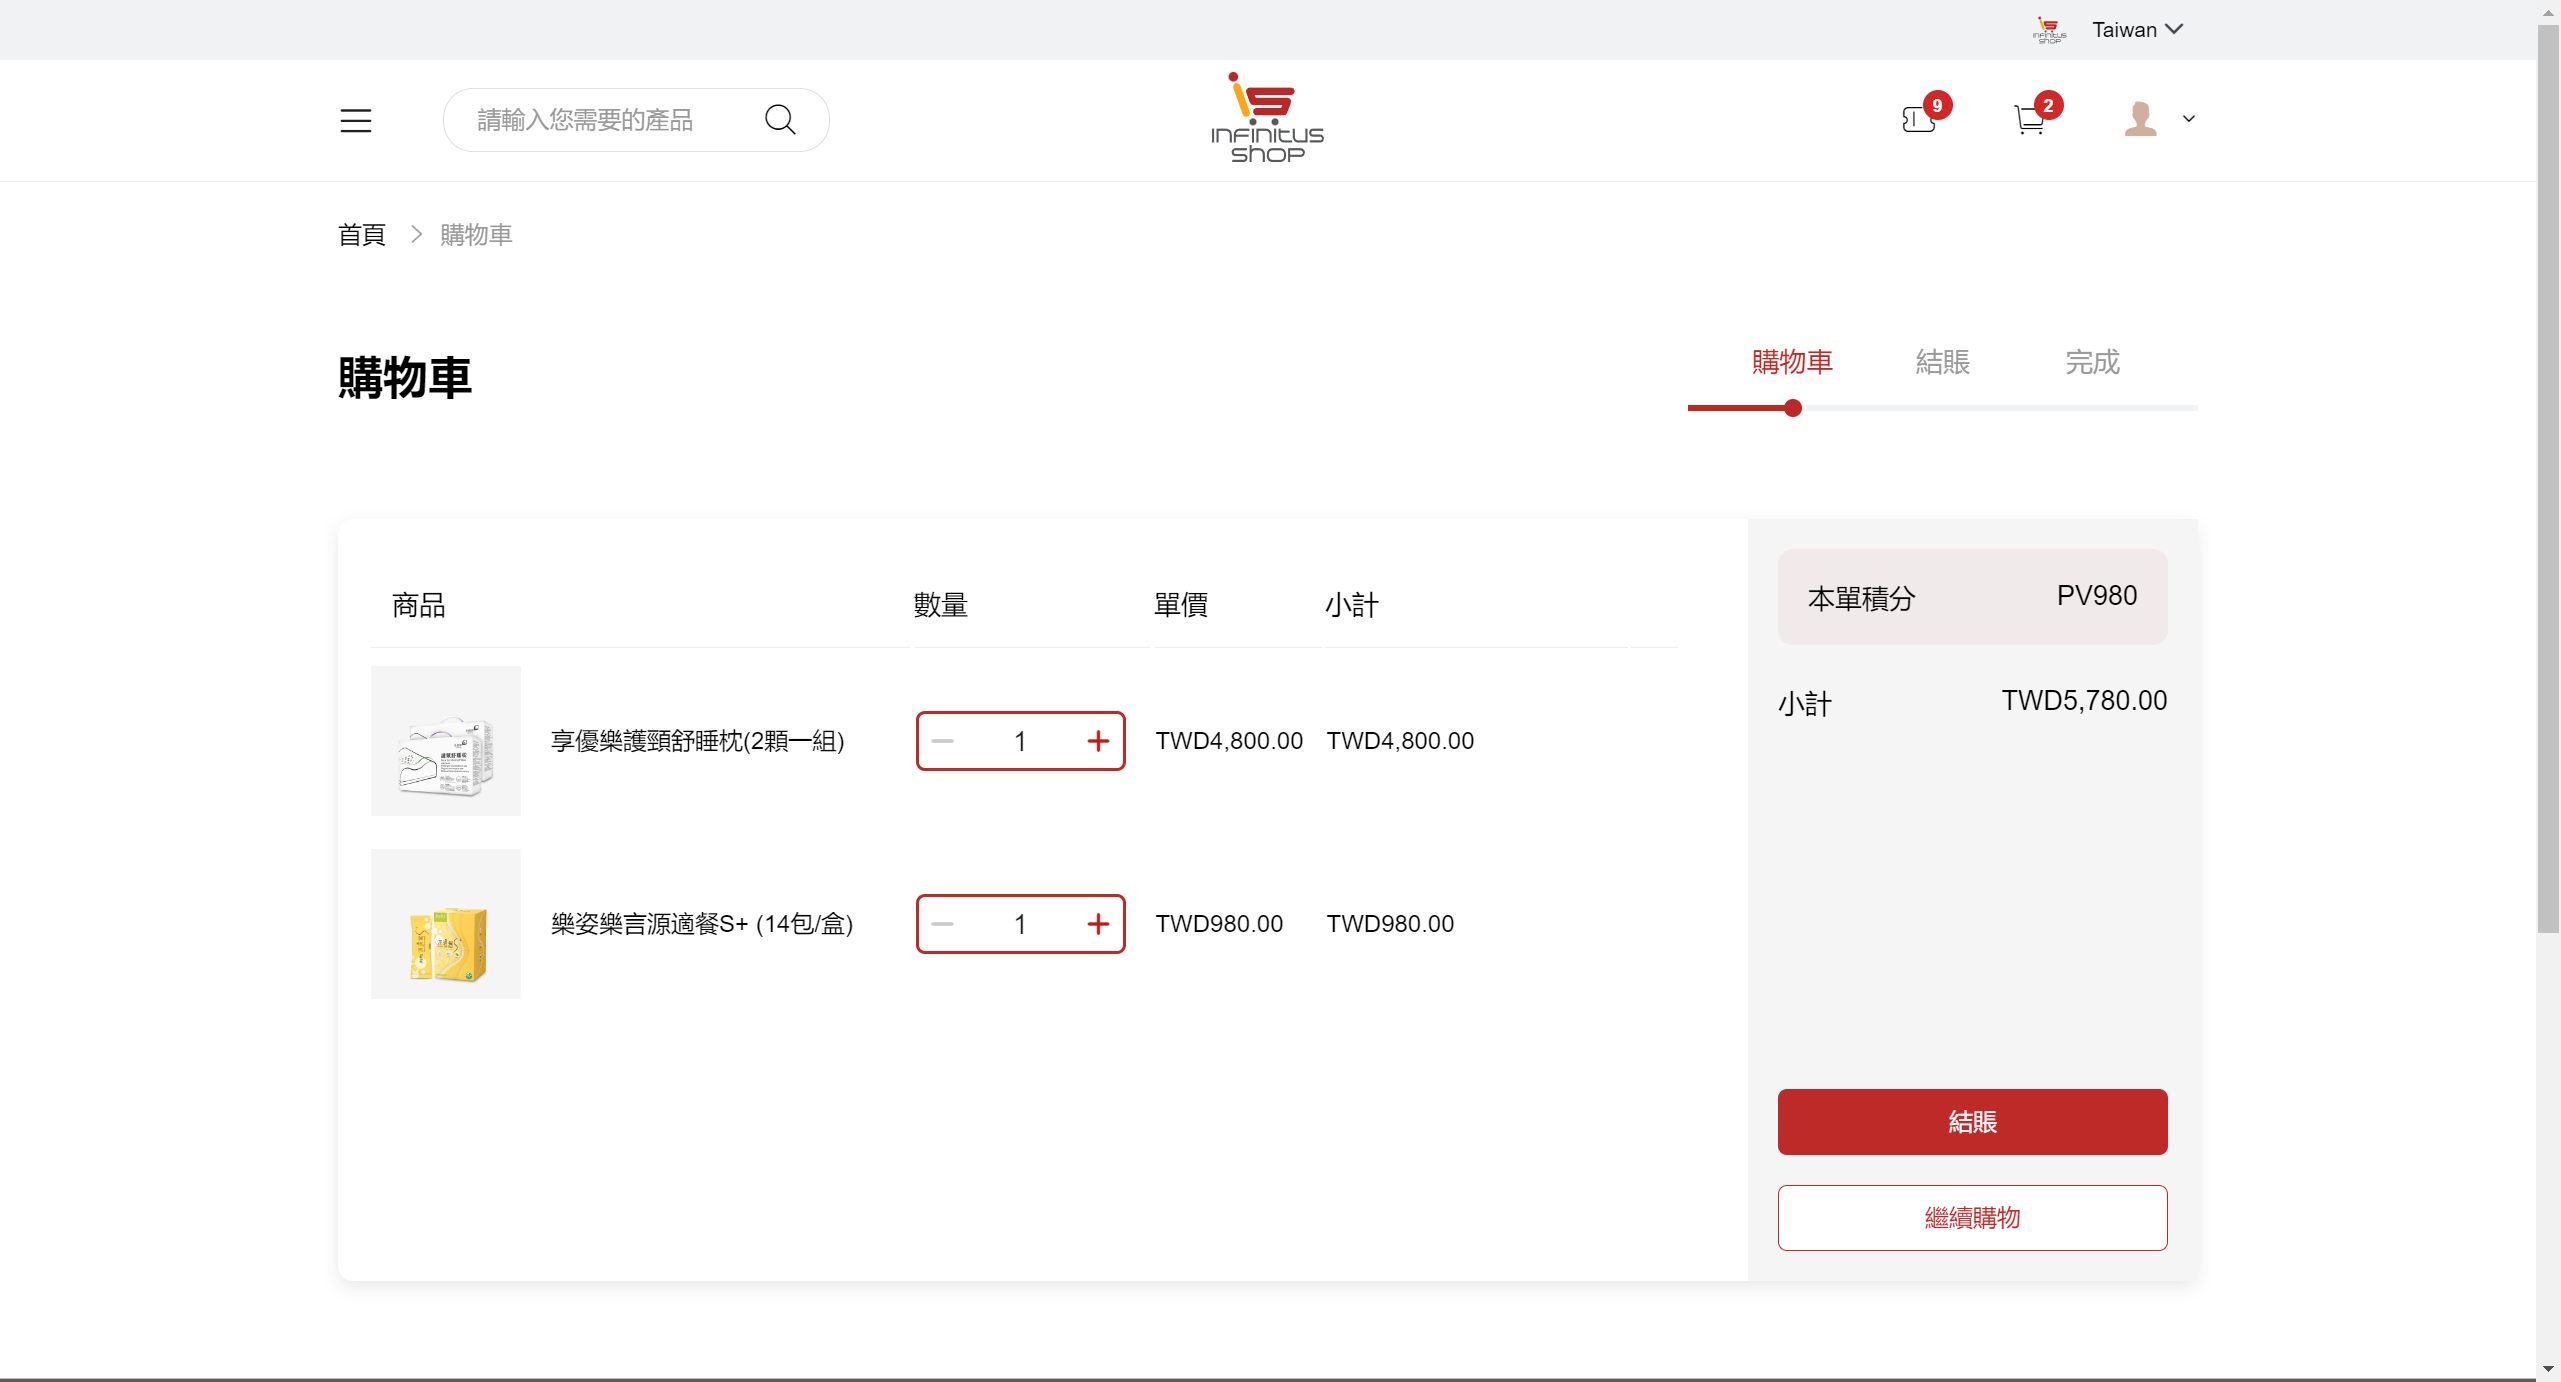 Taiwan
請輸入您需要的產品
INFINITUS
SHOP
9
2
首頁 > 購物車
購物車
購物車 結賬 完成
商品 數量 單價 小計
享優樂護頸舒睡枕(2顆一組) 1 TWD4,800.00 TWD4,800.00
樂姿樂言源適餐S+ (14包/盒) 1 TWD980.00 TWD980.00
本單積分 PV980
小計 TWD5,780.00
結賬
繼續購物